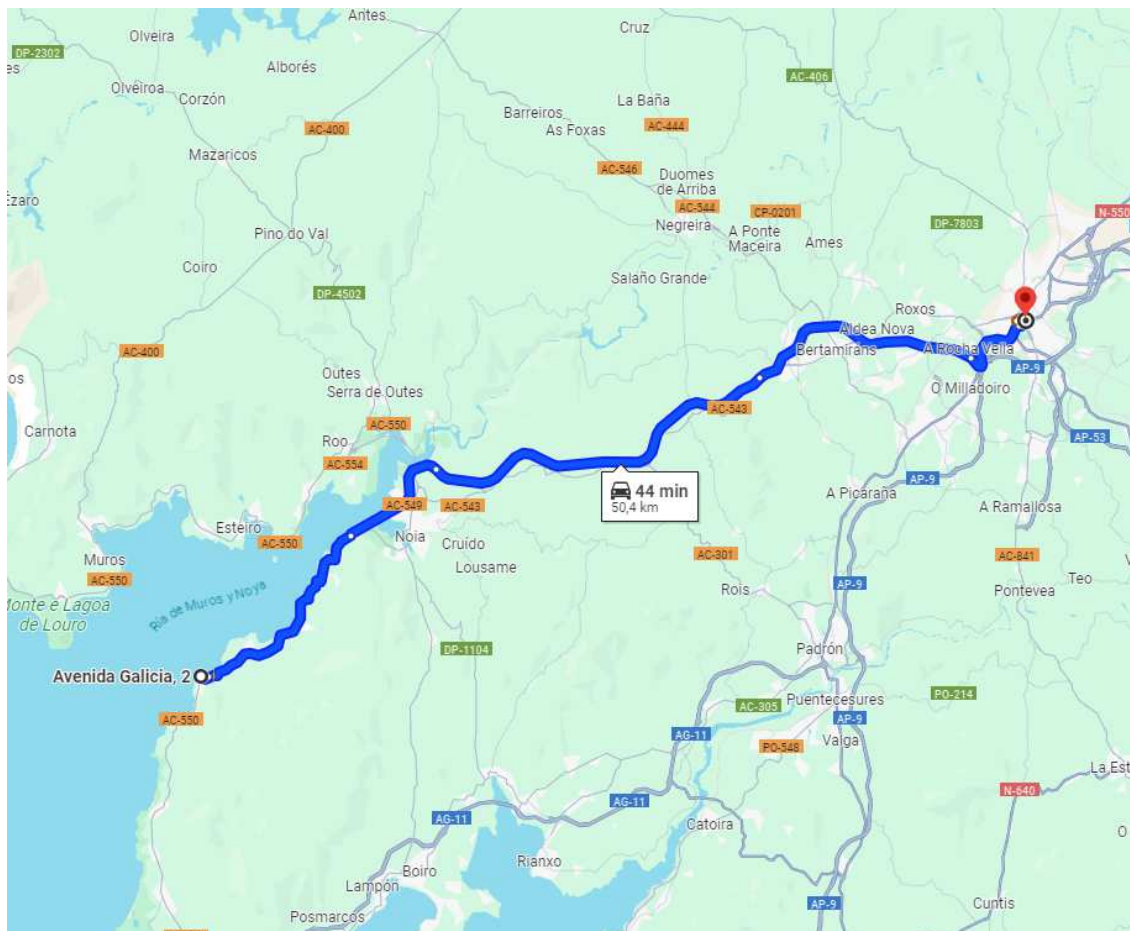 Antes
Cruz
Olveira
DP-2302
Alborés
AC-406
Olveiroa
Corzón
La Baña
Barreiros
As Foxas
AC-444
AC-400
Mazaricos
AC-546
Duomes
de Arriba
Ézaro
AC-544
CP-0201
N-550
Negreira
A Ponte
Maceira
DP-7803
Pino do Val
Ames
Coiro
Salaño Grande
DP-4502
Roxos
Aldea Nova
AC-400
Bertamiráns
A Rocha Vella
AP-9
Outes
Serra de Outes
O Milladoiro
AC-543
Carnota
AC-550
Roo
AP-53
AC-554
44 min
50,4 km
AP-9
A Picaraña
AC-549
AC-543
A Ramallosa
Esteiro
Noia
Cruído
AC-550
Muros
Lousame
AC-301
AC-841
AC-550
Teo
Ría de Muros y Noya
Rois
Pontevea
Monte e Lagoa
de Louro
AP-9
DP-1104
Padrón
Avenida Galicia, 2
PO-214
AC-305
Puentecesures
AC-550
AP-9
AG-11
PO-548
Valga
La Est
N-640
AG-11
AG-11
Catoira
O
Rianxo
Boiro
Lampón
AP-9
Cuntis
Posmarcos